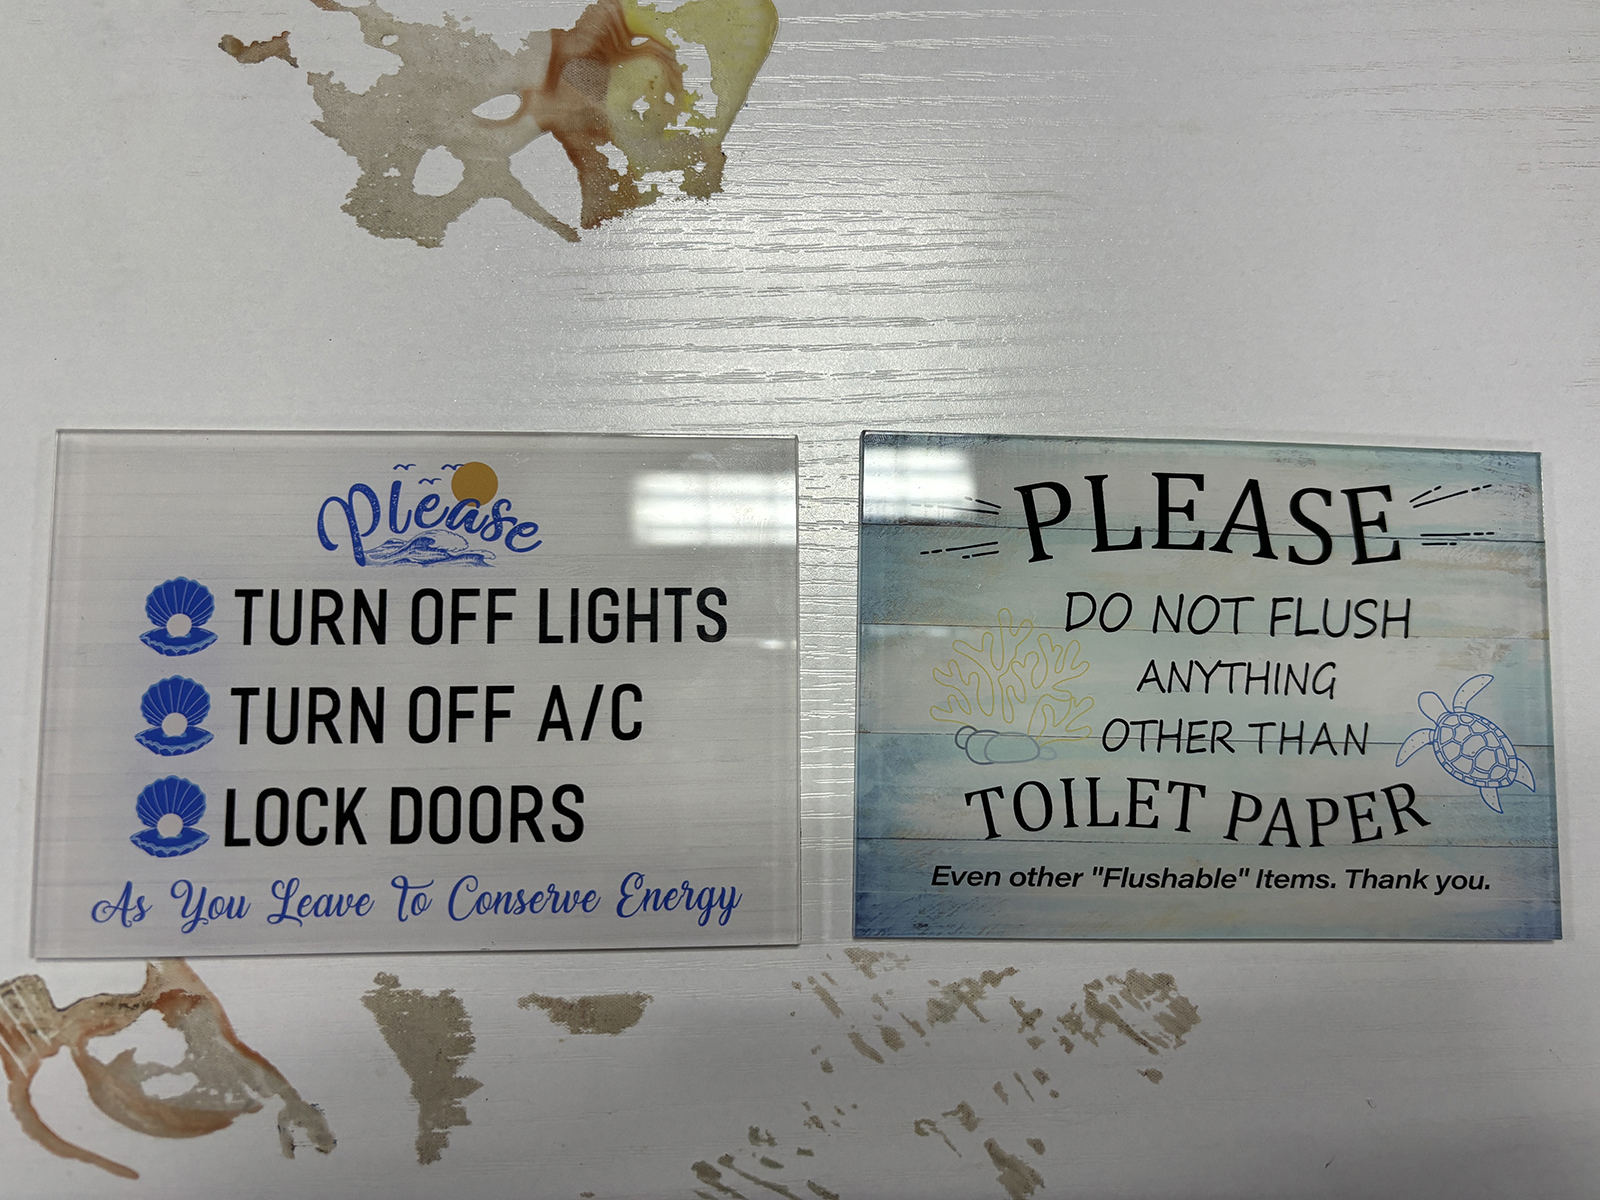 Please
TURN OFF LIGHTS
TURN OFF A/C
LOCK DOORS
As You Leave To Conserve Energy
PLEASE
DO NOT FLUSH
ANYTHING
OTHER THAN
TOILET PAPER
Even other "Flushable" Items. Thank you.